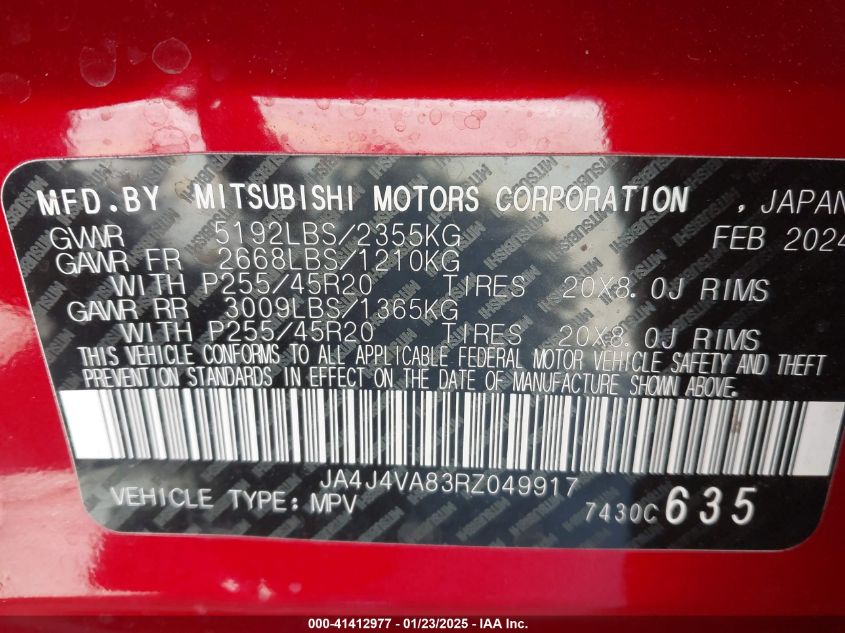 MFD.BY MITSUBISHI MOTORS CORPORATION , JAPAN
GVWR 5192LBS/2355KG FEB 2024
GAWR FR 2668LBS/1210KG
WITH P255/45R20 TIRES 20X8.0J RIMS
GAWR RR 3009LBS/1365KG
WITH P255/45R20 TIRES 20X8.0J RIMS
THIS VEHICLE CONFORMS TO ALL APPLICABLE FEDERAL MOTOR VEHICLE SAFETY AND THEFT
PREVENTION STANDARDS IN EFFECT ON THE DATE OF MANUFACTURE SHOWN ABOVE.
JA4J4VA83RZ049917
VEHICLE TYPE: MPV 7430C 635
000-41412977 - 01/23/2025 - IAA Inc.